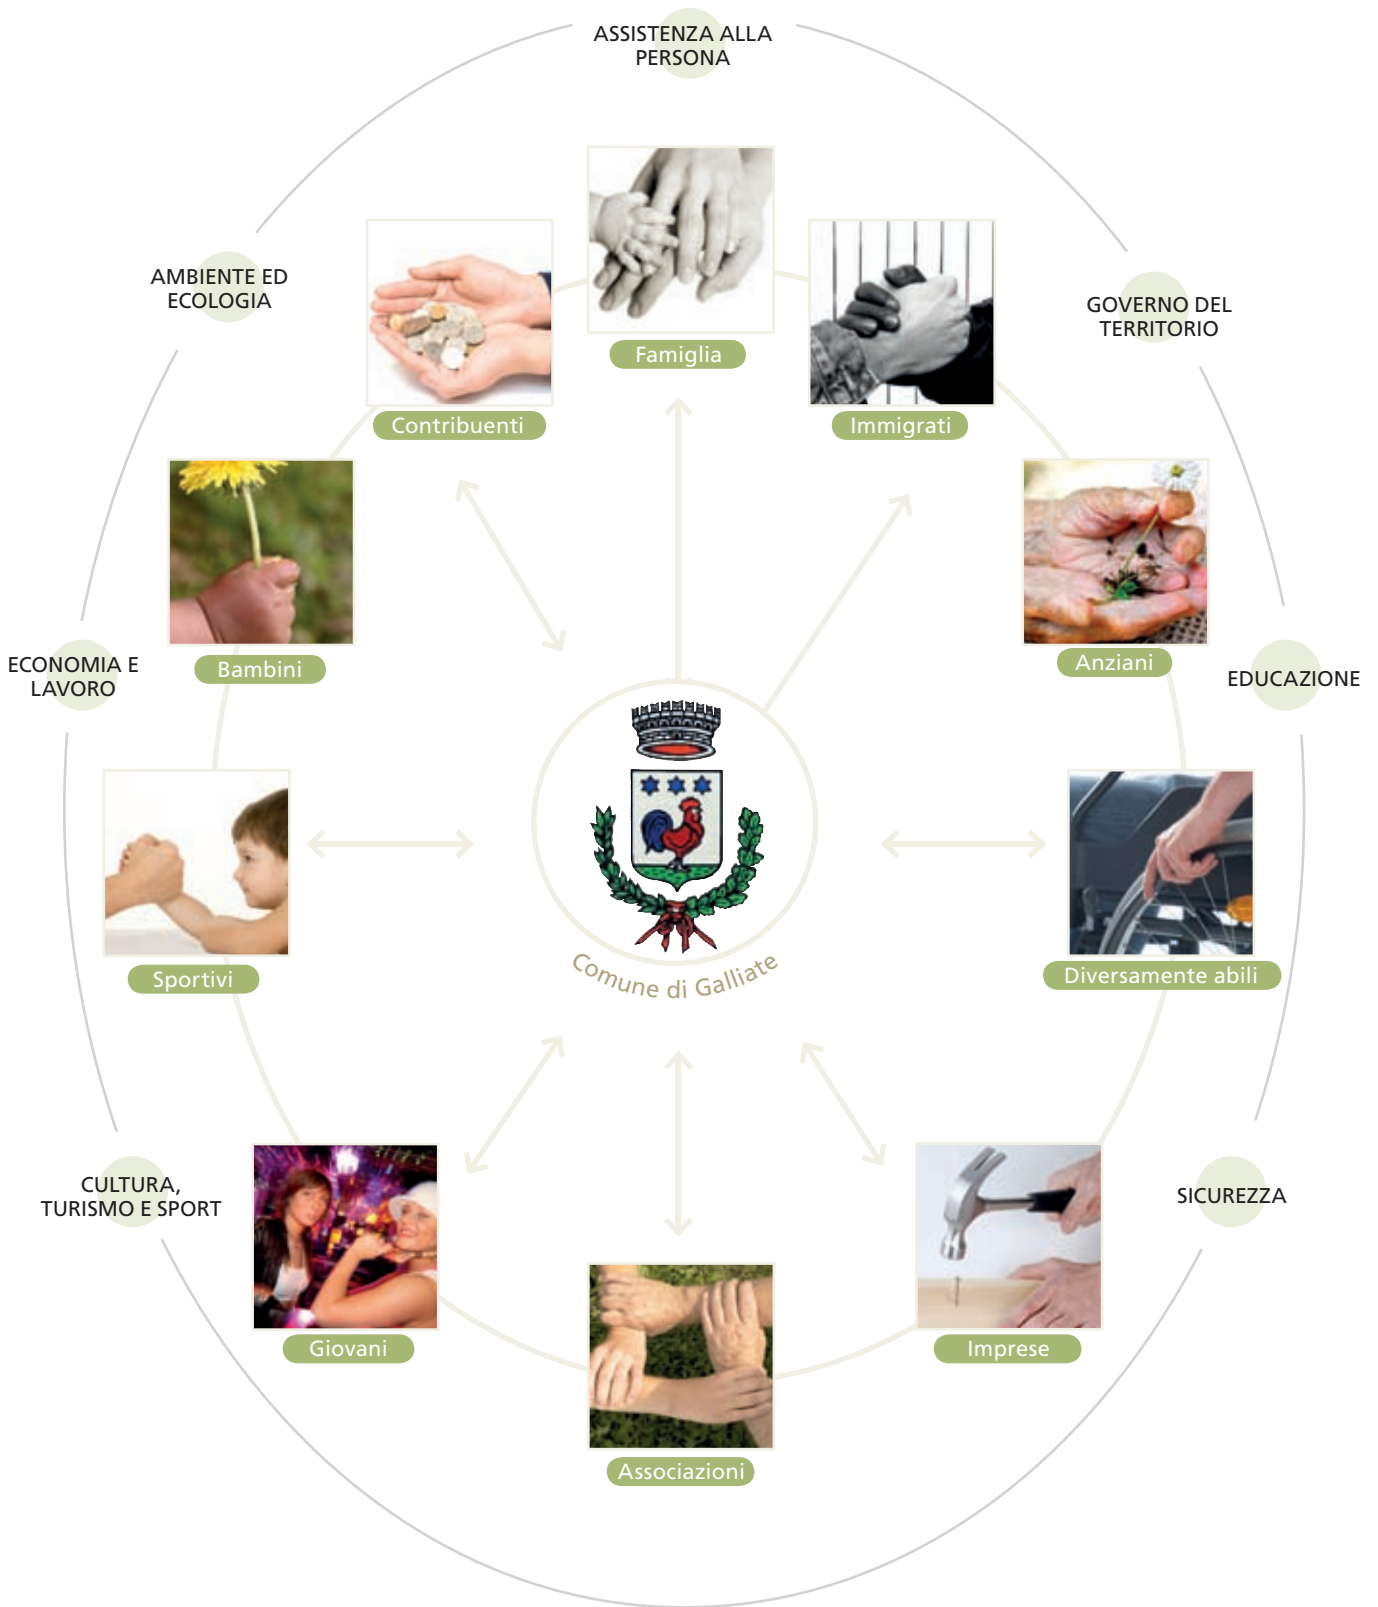 ASSISTENZA ALLA
PERSONA
AMBIENTE ED
ECOLOGIA
GOVERNO DEL
TERRITORIO
Famiglia
Contribuenti
Immigrati
Bambini
Anziani
ECONOMIA E
LAVORO
EDUCAZIONE
Sportivi
Diversamente abili
Comune di Galliate
CULTURA,
TURISMO E SPORT
SICUREZZA
Giovani
Imprese
Associazioni